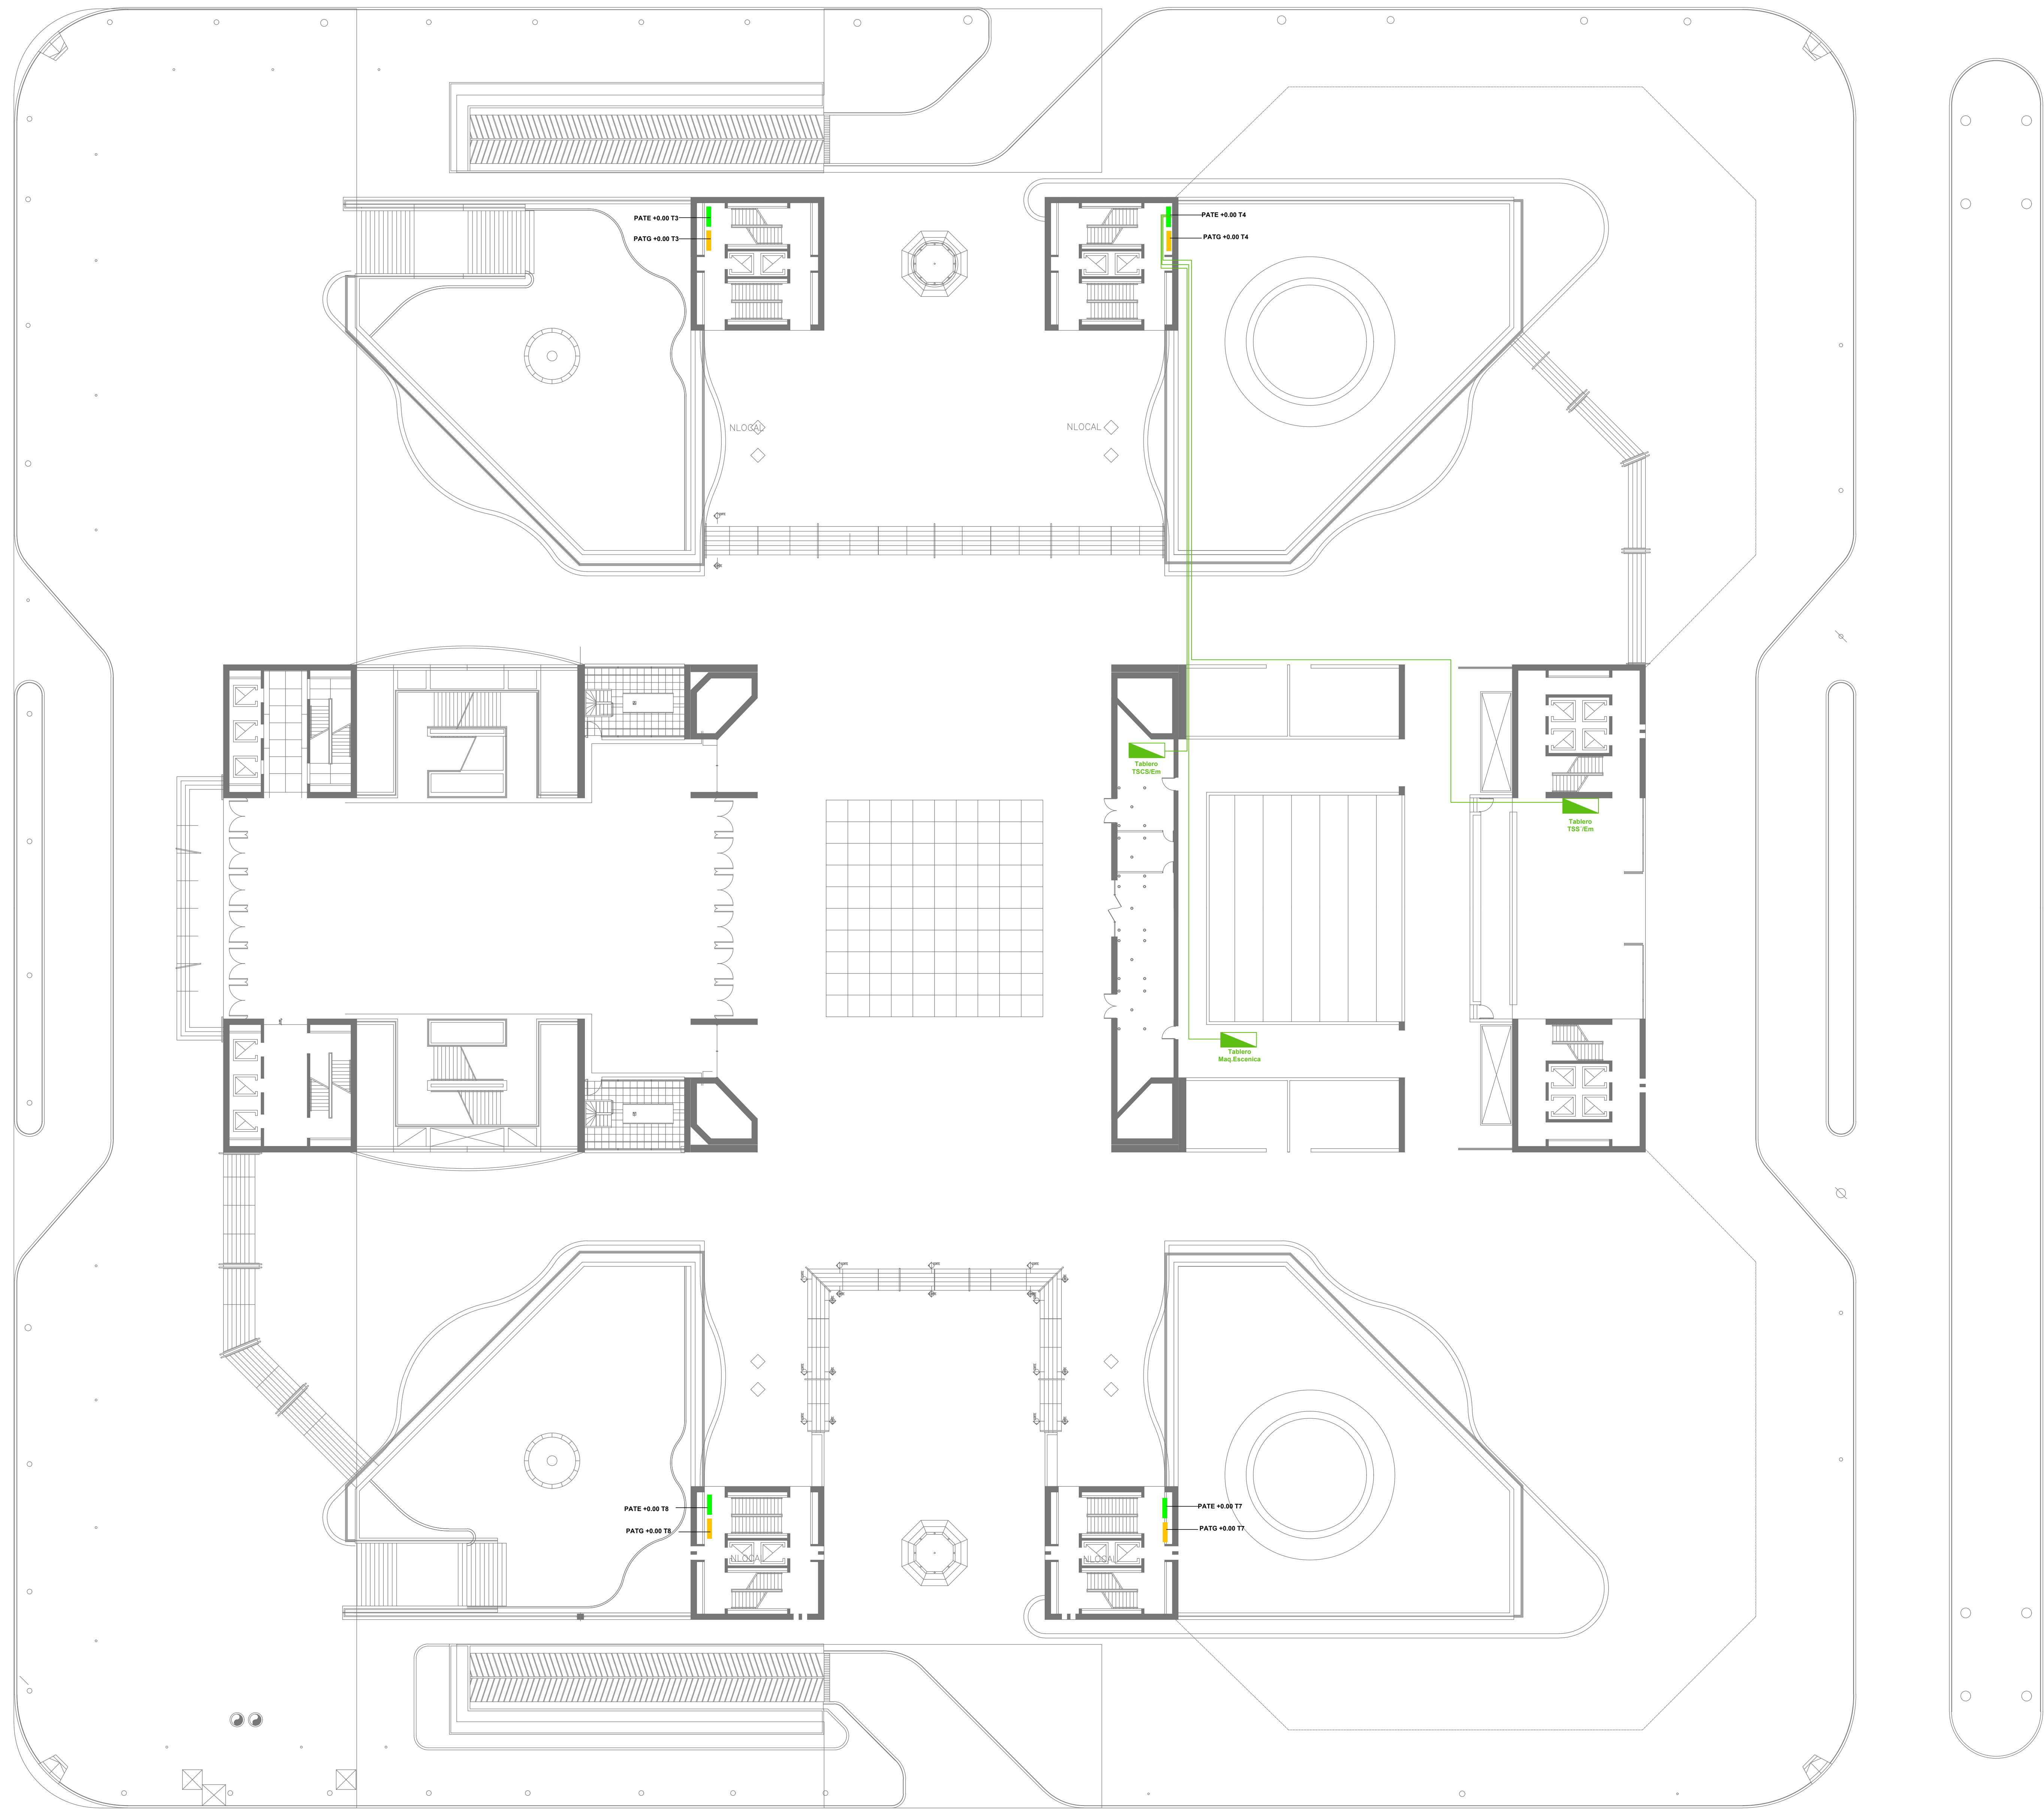 PATE +0.00 T3
PATG +0.00 T3
PATE +0.00 T4
PATG +0.00 T4
NLOCAL
NLOCAL
Tablero
TSCS/Em
Tablero
TSS´/Em
Tablero
Maq.Escenica
PATE +0.00 T8
PATG +0.00 T8
NLOCAL
PATE +0.00 T7
PATG +0.00 T7
NLOCAL